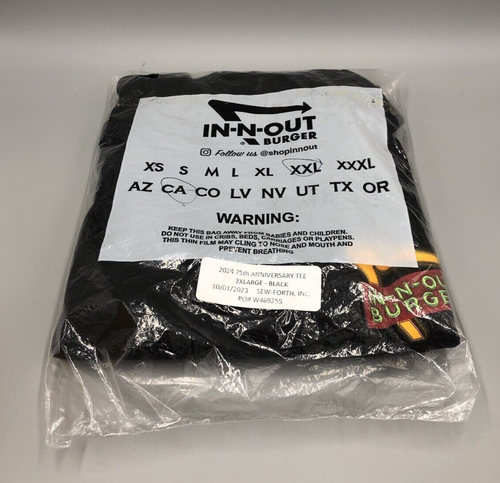 IN-N-OUT
BURGER
Follow us @shopinnout
XS S M L XL XXL XXXL
AZ CA CO LV NV UT TX OR
WARNING:
KEEP THIS BAG AWAY FROM BABIES AND CHILDREN.
DO NOT USE IN CRIBS, BEDS, CARRIAGES OR PLAYPENS.
THIS THIN FILM MAY CLING TO NOSE AND MOUTH AND
PREVENT BREATHING
2024 75th ANNIVERSARY TEE
2XLARGE - BLACK
10/03/2023 SEW-FORTH, INC.
PO# W46925S
IN-N-OU
BURGER